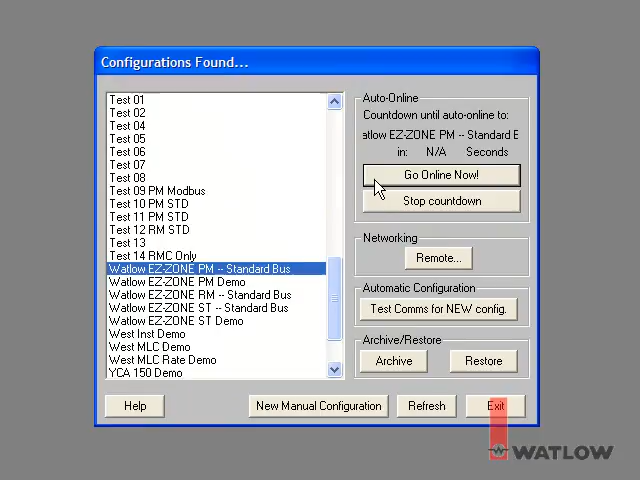 Configurations Found...
Test 01
Test 02
Test 04
Test 05
Test 06
Test 07
Test 08
Test 09 PM Modbus
Test 10 PM STD
Test 11 PM STD
Test 12 RM STD
Test 13
Test 14 RMC Only
Watlow EZ-ZONE PM -- Standard Bus
Watlow EZ-ZONE PM Demo
Watlow EZ-ZONE RM -- Standard Bus
Watlow EZ-ZONE ST -- Standard Bus
Watlow EZ-ZONE ST Demo
West Inst Demo
West MLC Demo
West MLC Rate Demo
YCA 150 Demo
Auto-Online
Countdown until auto-online to:
atlow EZ-ZONE PM -- Standard E
in: N/A Seconds
Go Online Now!
Stop countdown
Networking
Remote...
Automatic Configuration
Test Comms for NEW config.
Archive/Restore
Archive Restore
Help New Manual Configuration Refresh Exit
WATLOW